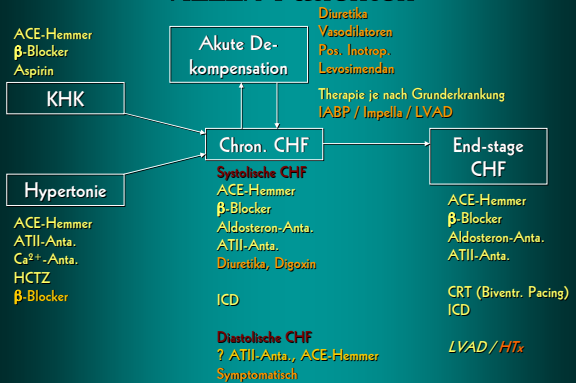 ACE-Hemmer
β-Blocker
Aspirin
KHK
Akute De-
kompensation
Diuretika
Vasodilatoren
Pos. Inotrop.
Levosimendan
Therapie je nach Grunderkrankung
IABP / Impella / LVAD
Chron. CHF
End-stage
CHF
Hypertonie
ACE-Hemmer
ATII-Anta.
Ca²⁺-Anta.
HCTZ
β-Blocker
Systolische CHF
ACE-Hemmer
β-Blocker
Aldosteron-Anta.
ATII-Anta.
Diuretika, Digoxin
ICD
Diastolische CHF
? ATII-Anta., ACE-Hemmer
Symptomatisch
ACE-Hemmer
β-Blocker
Aldosteron-Anta.
ATII-Anta.
CRT (Biventr. Pacing)
ICD
LVAD / HTx